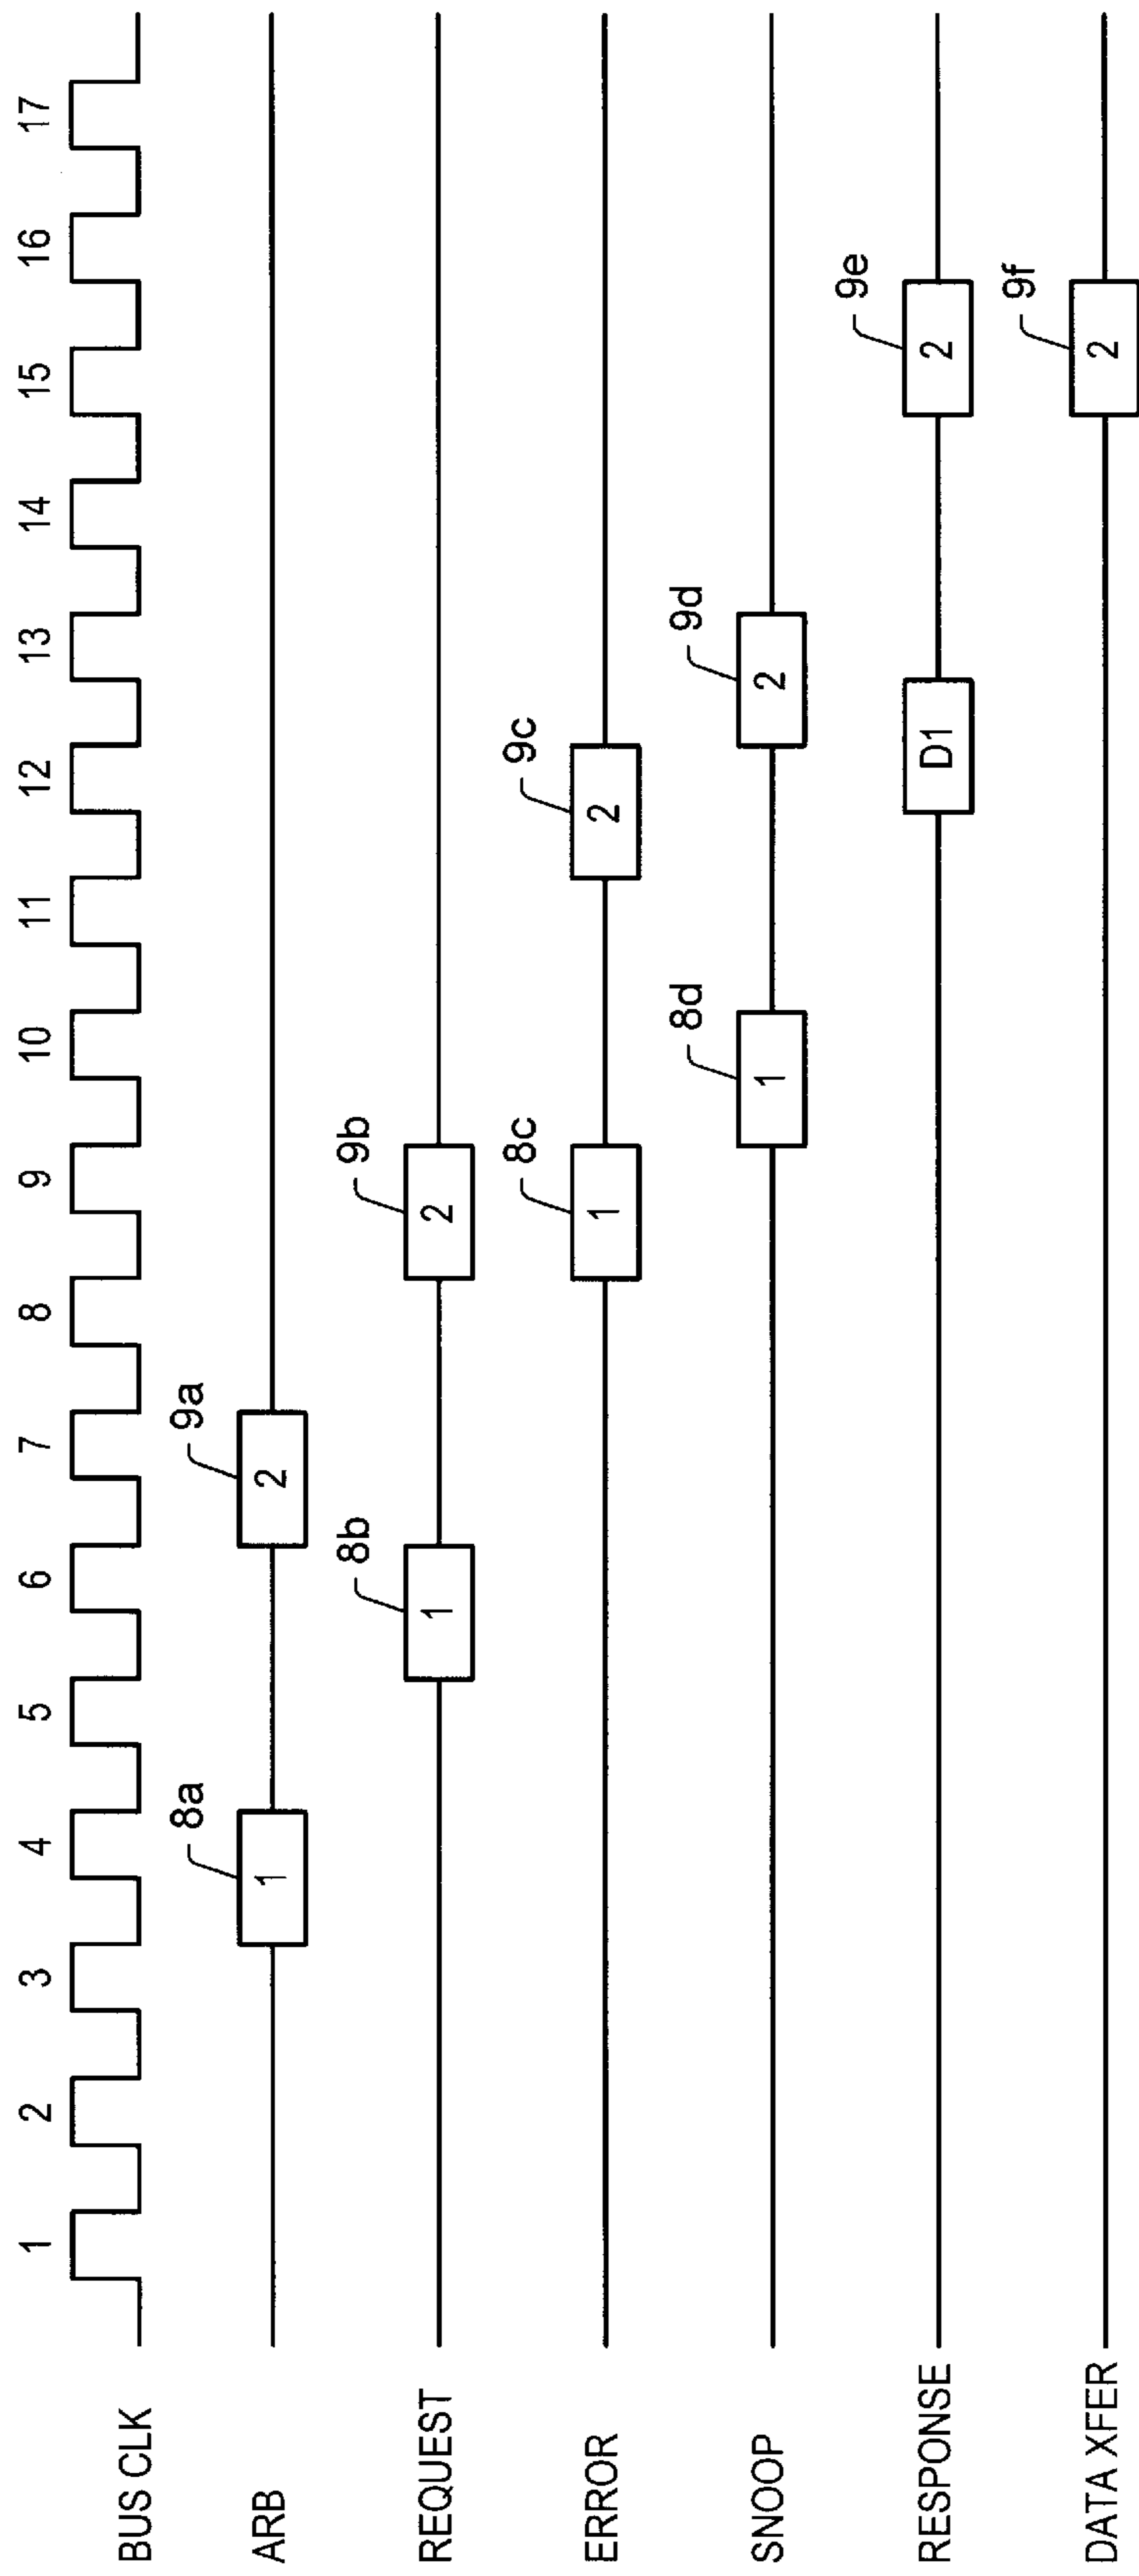 1 2 3 4 5 6 7 8 9 10 11 12 13 14 15 16 17
BUS CLK
8a 9a
ARB 1 2
8b 9b
REQUEST 1 2
8c 9c
ERROR 1 2
8d 9d
SNOOP 1 2
9e
RESPONSE D1 2
9f
DATA XFER 2